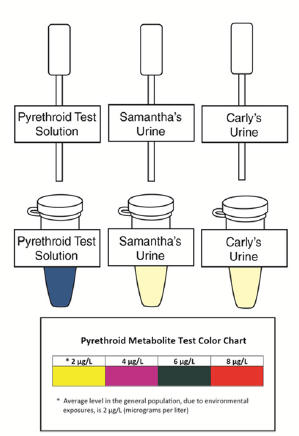 Pyrethroid Test
Solution
Samantha's
Urine
Carly's
Urine
Pyrethroid Test
Solution
Samantha's
Urine
Carly's
Urine
Pyrethroid Metabolite Test Color Chart
* 2 µg/L 4 µg/L 6 µg/L 8 µg/L
* Average level in the general population, due to environmental
exposures, is 2 µg/L (micrograms per liter)